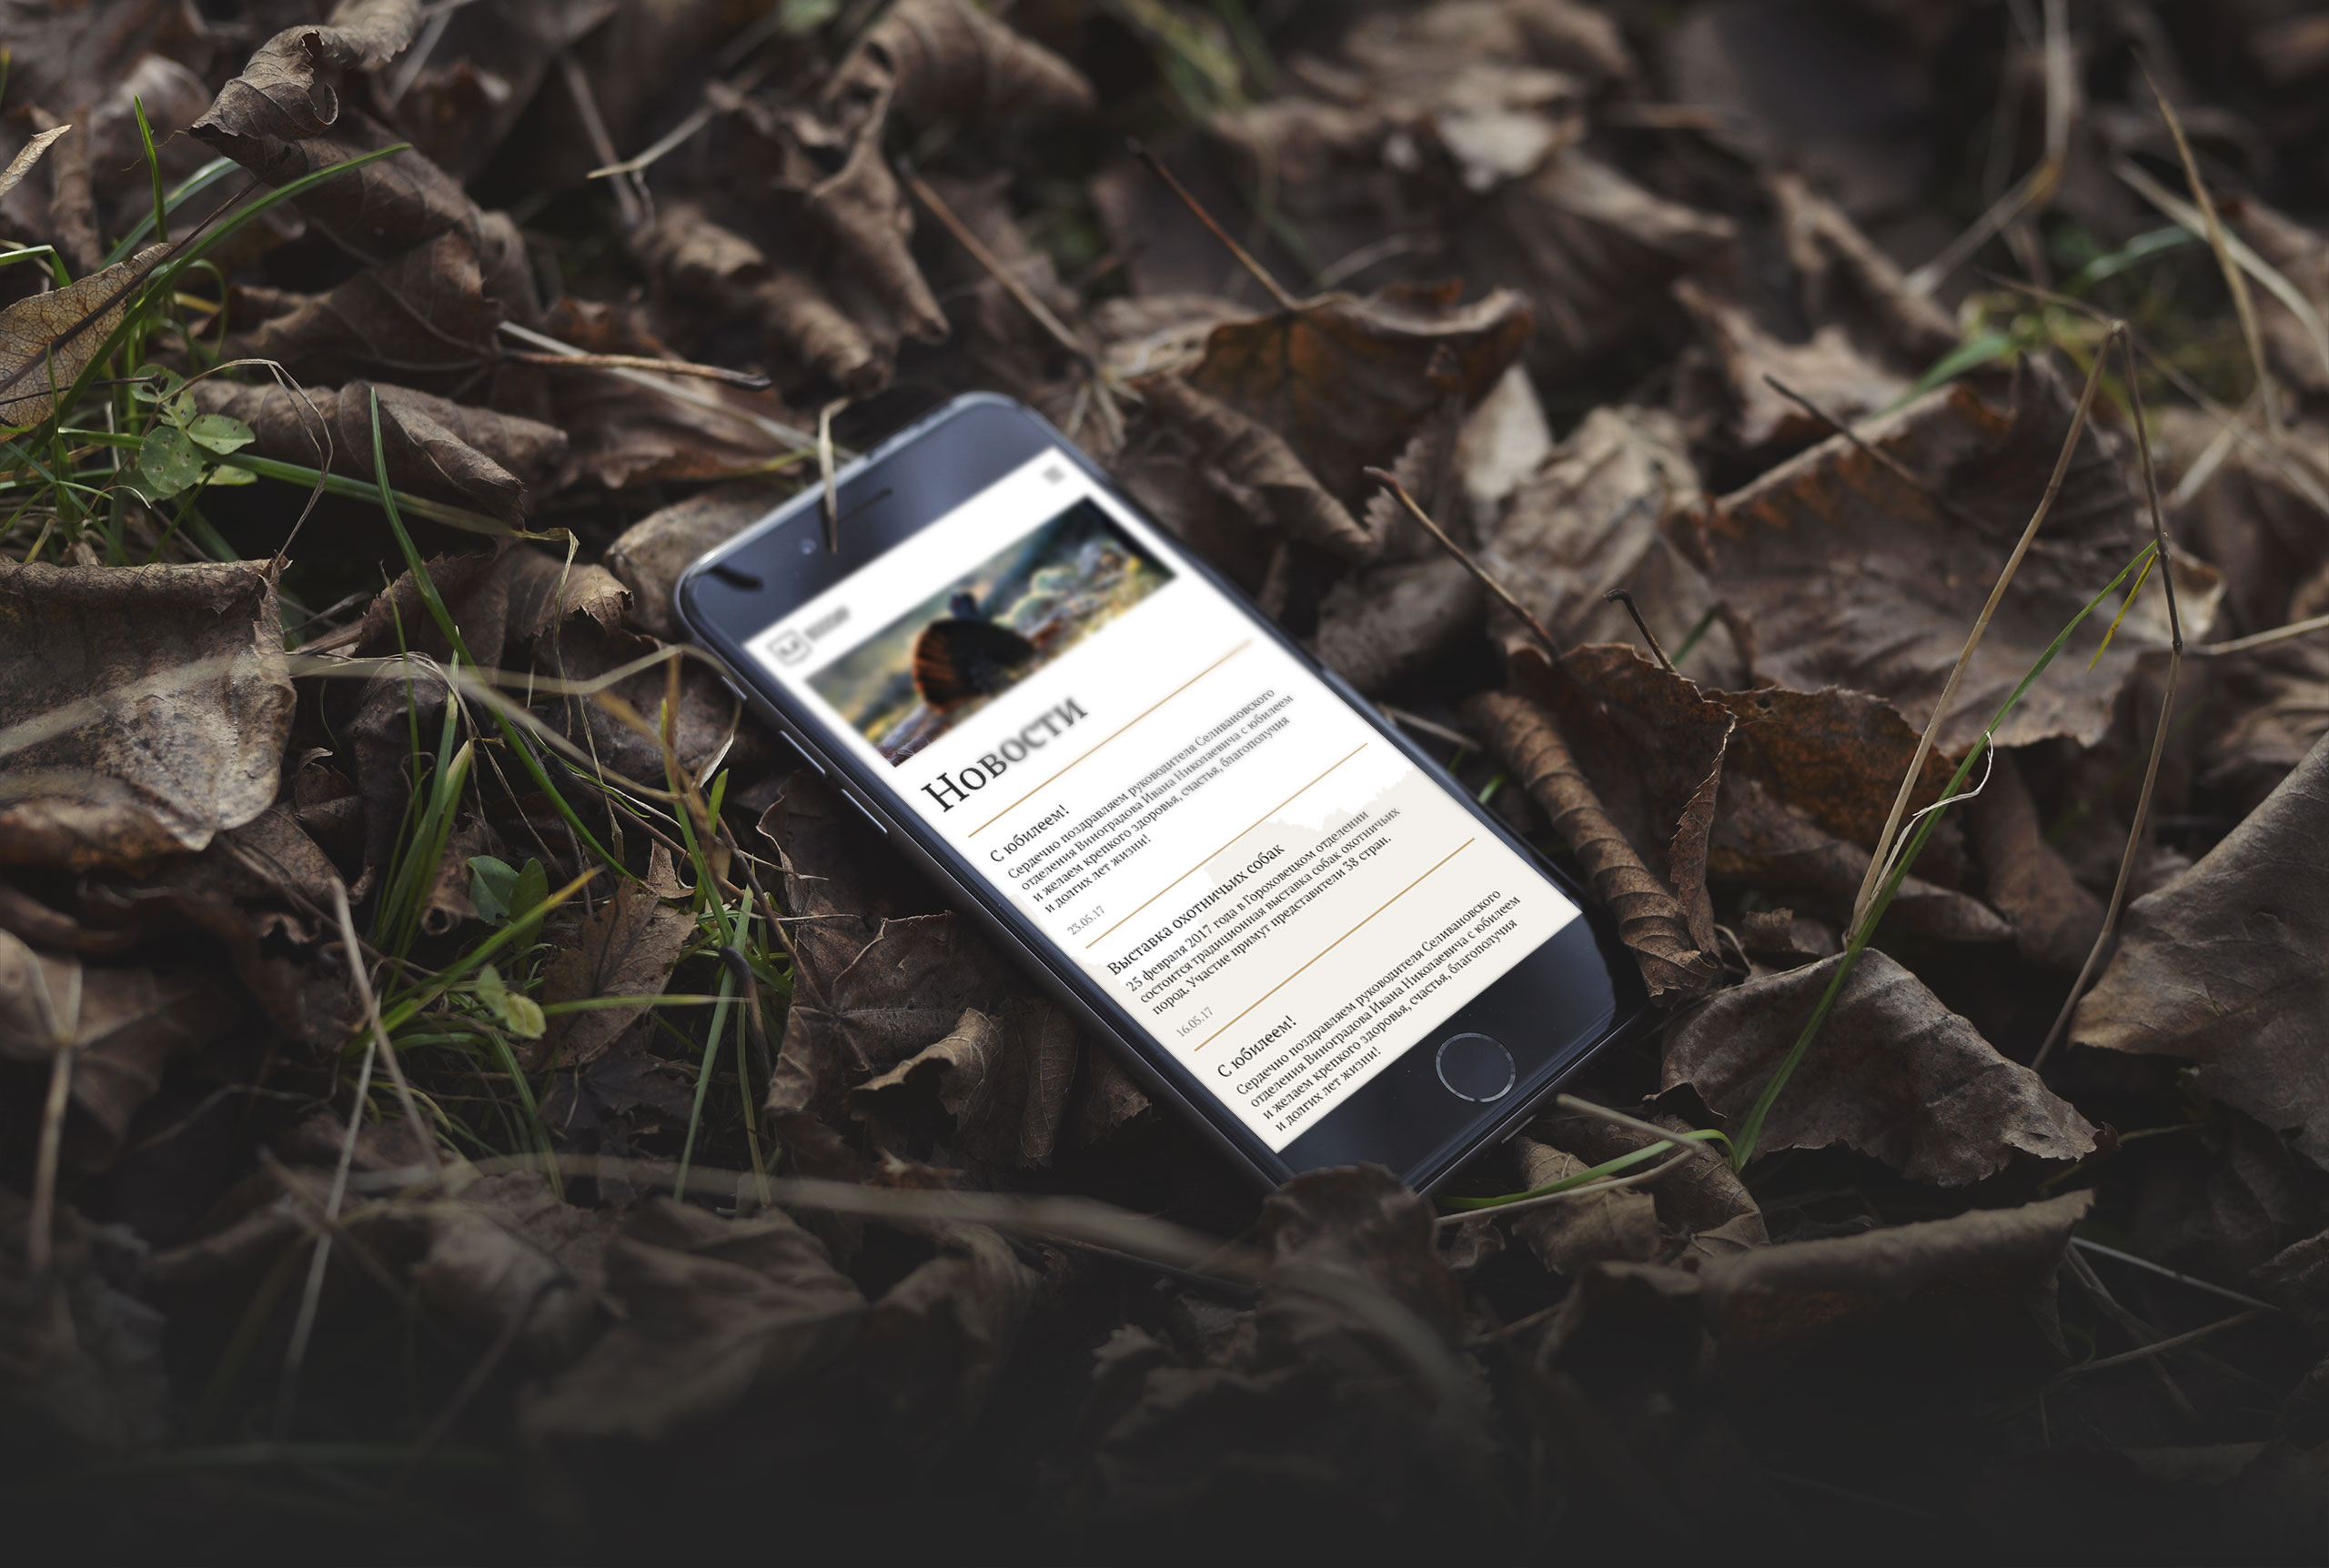 Новости
С юбилеем!
Сердечно поздравляем руководителя Селивановского
отделения Виноградова Ивана Николаевича с юбилеем
и желаем крепкого здоровья, счастья, благополучия
и долгих лет жизни!
23.05.17
Выставка охотничьих собак
25 февраля 2017 года в Гороховецком отделении
состоится традиционная выставка собак охотничьих
пород. Участие примут представители 38 стран.
16.05.17
С юбилеем!
Сердечно поздравляем руководителя Селивановского
отделения Виноградова Ивана Николаевича с юбилеем
и желаем крепкого здоровья, счастья, благополучия
и долгих лет жизни!